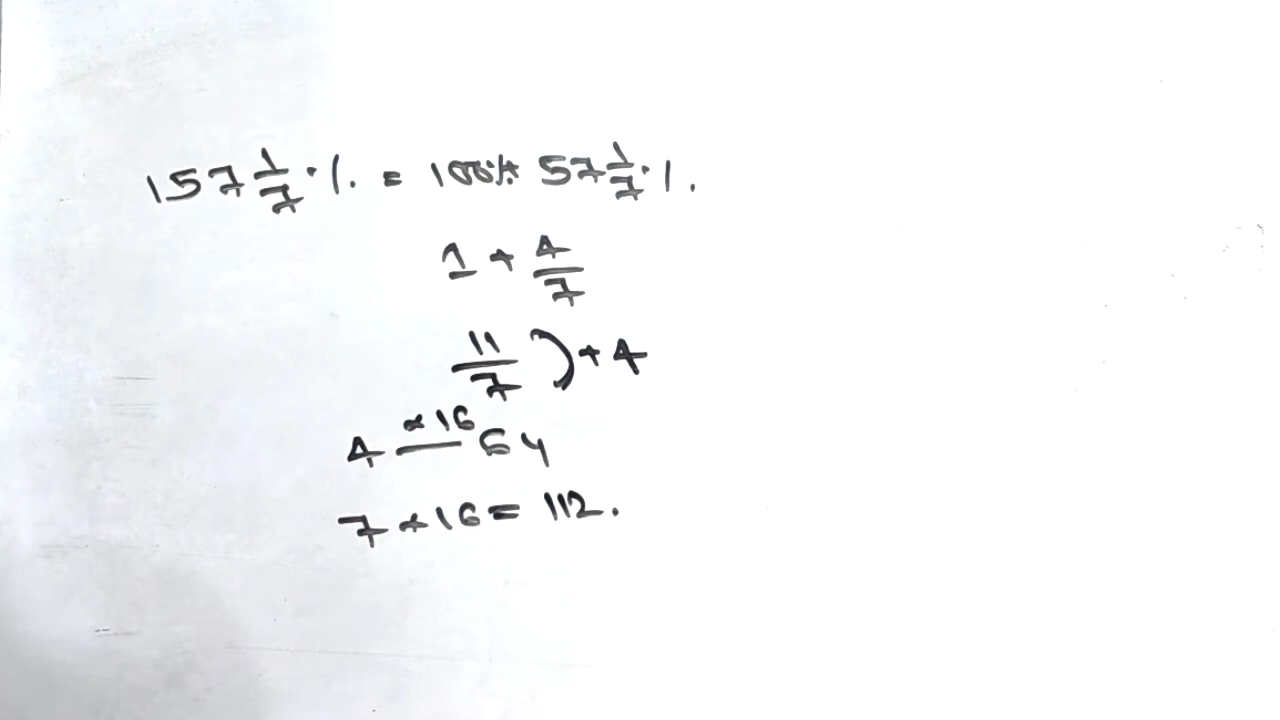 157 1/7 % = 100% + 57 1/7 %.
1 + 4/7
11/7 ) + 4
4 —×16— 64
7 × 16 = 112.